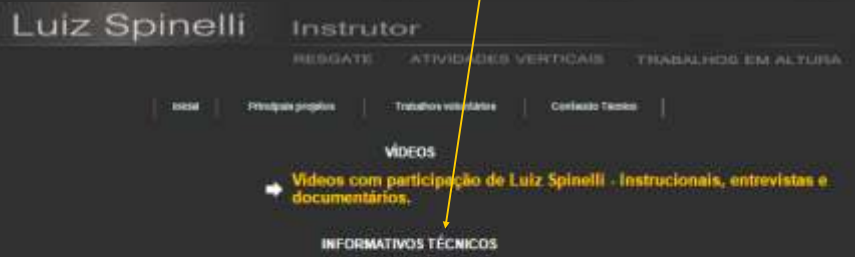 Luiz Spinelli Instrutor
RESGATE ATIVIDADES VERTICAIS TRABALHOS EM ALTURA
Inicial Principais projetos Trabalhos voluntários Conteúdo Técnico
VÍDEOS
Vídeos com participação de Luiz Spinelli - Instrucionais, entrevistas e
documentários.
INFORMATIVOS TÉCNICOS